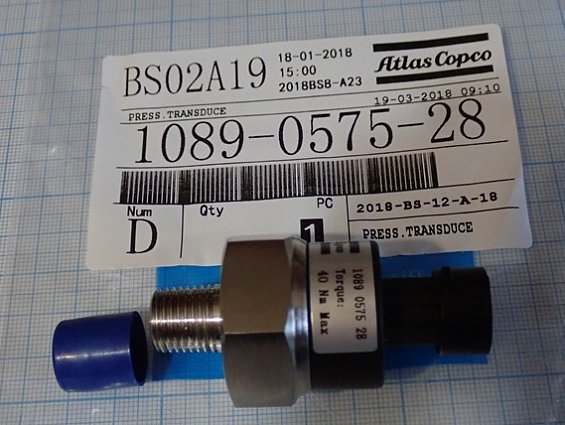 BS02A19
18-01-2018
15:00
2018BS8-A23
Atlas Copco
19-03-2018 09:10
PRESS.TRANSDUCE
1089-0575-28
Num
D
Qty
PC
1
2018-BS-12-A-18
PRESS.TRANSDUCE
1089 0575 28
Torque:
40 Nm Max